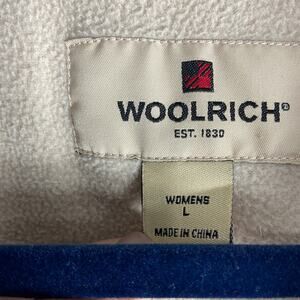 WOOLRICH®
EST. 1830
WOMENS
L
MADE IN CHINA